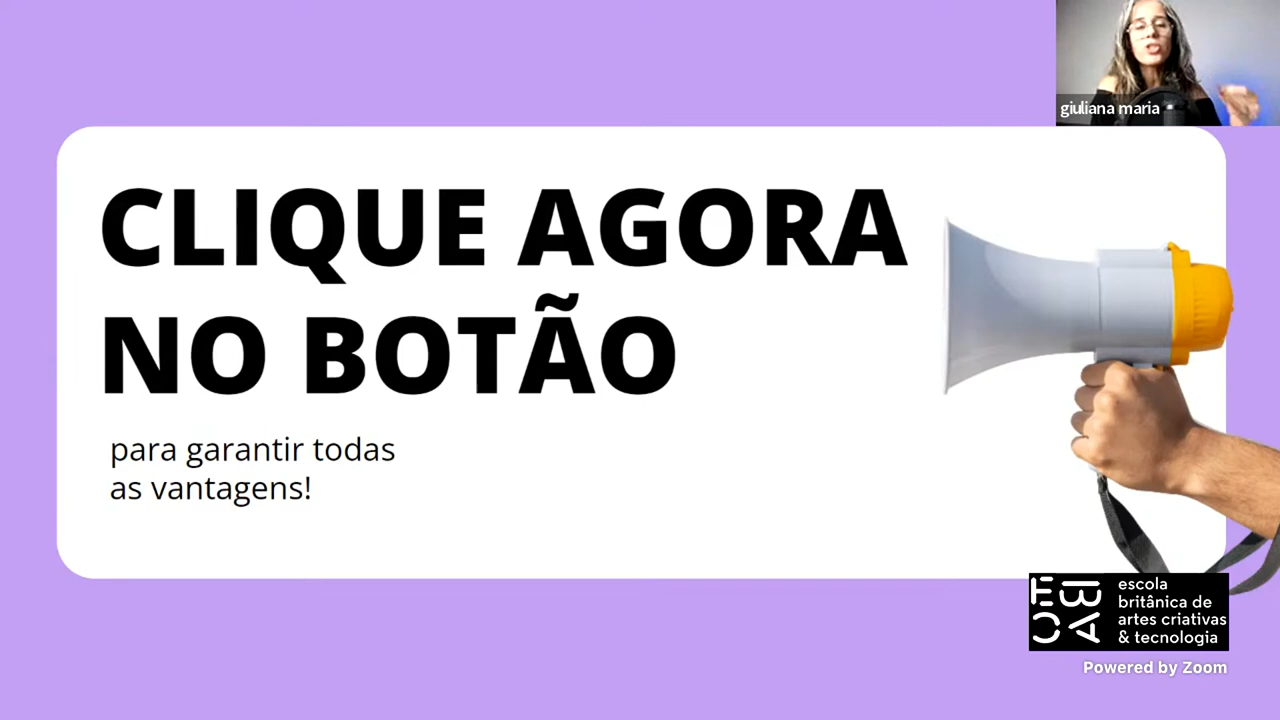 giuliana maria
CLIQUE AGORA
NO BOTÃO
para garantir todas
as vantagens!
escola
britânica de
artes criativas
& tecnologia
Powered by Zoom